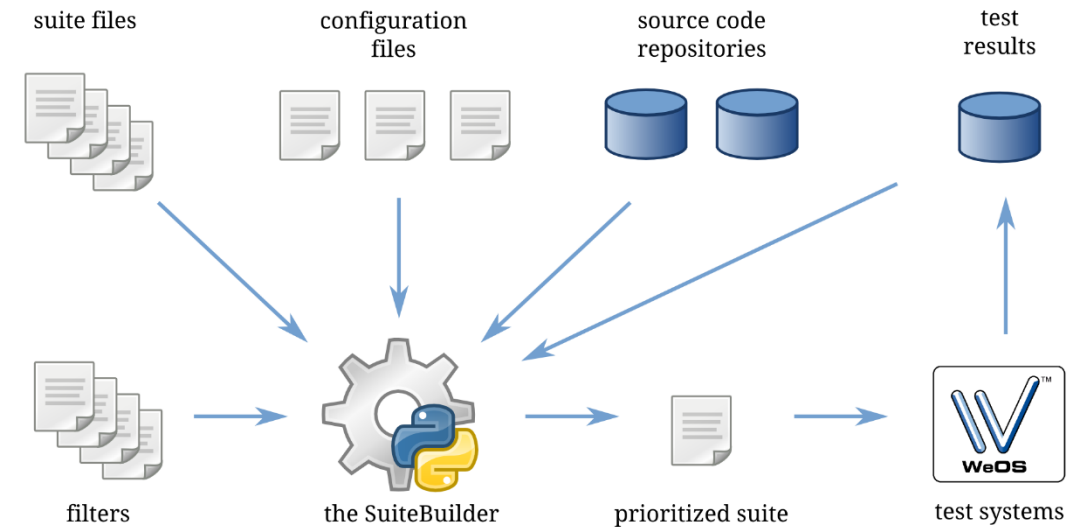 suite files
configuration
files
source code
repositories
test
results
filters
the SuiteBuilder
prioritized suite
WeOS
TM
test systems